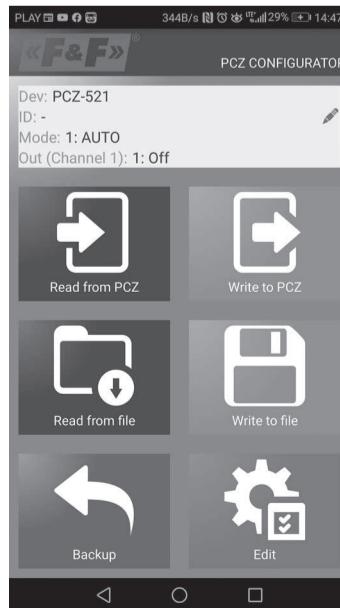 PLAY 344B/s LTE 29% 14:47
«F&F»®
PCZ CONFIGURATOR
Dev: PCZ-521
ID: -
Mode: 1: AUTO
Out (Channel 1): 1: Off
Read from PCZ
Write to PCZ
Read from file
Write to file
Backup
Edit